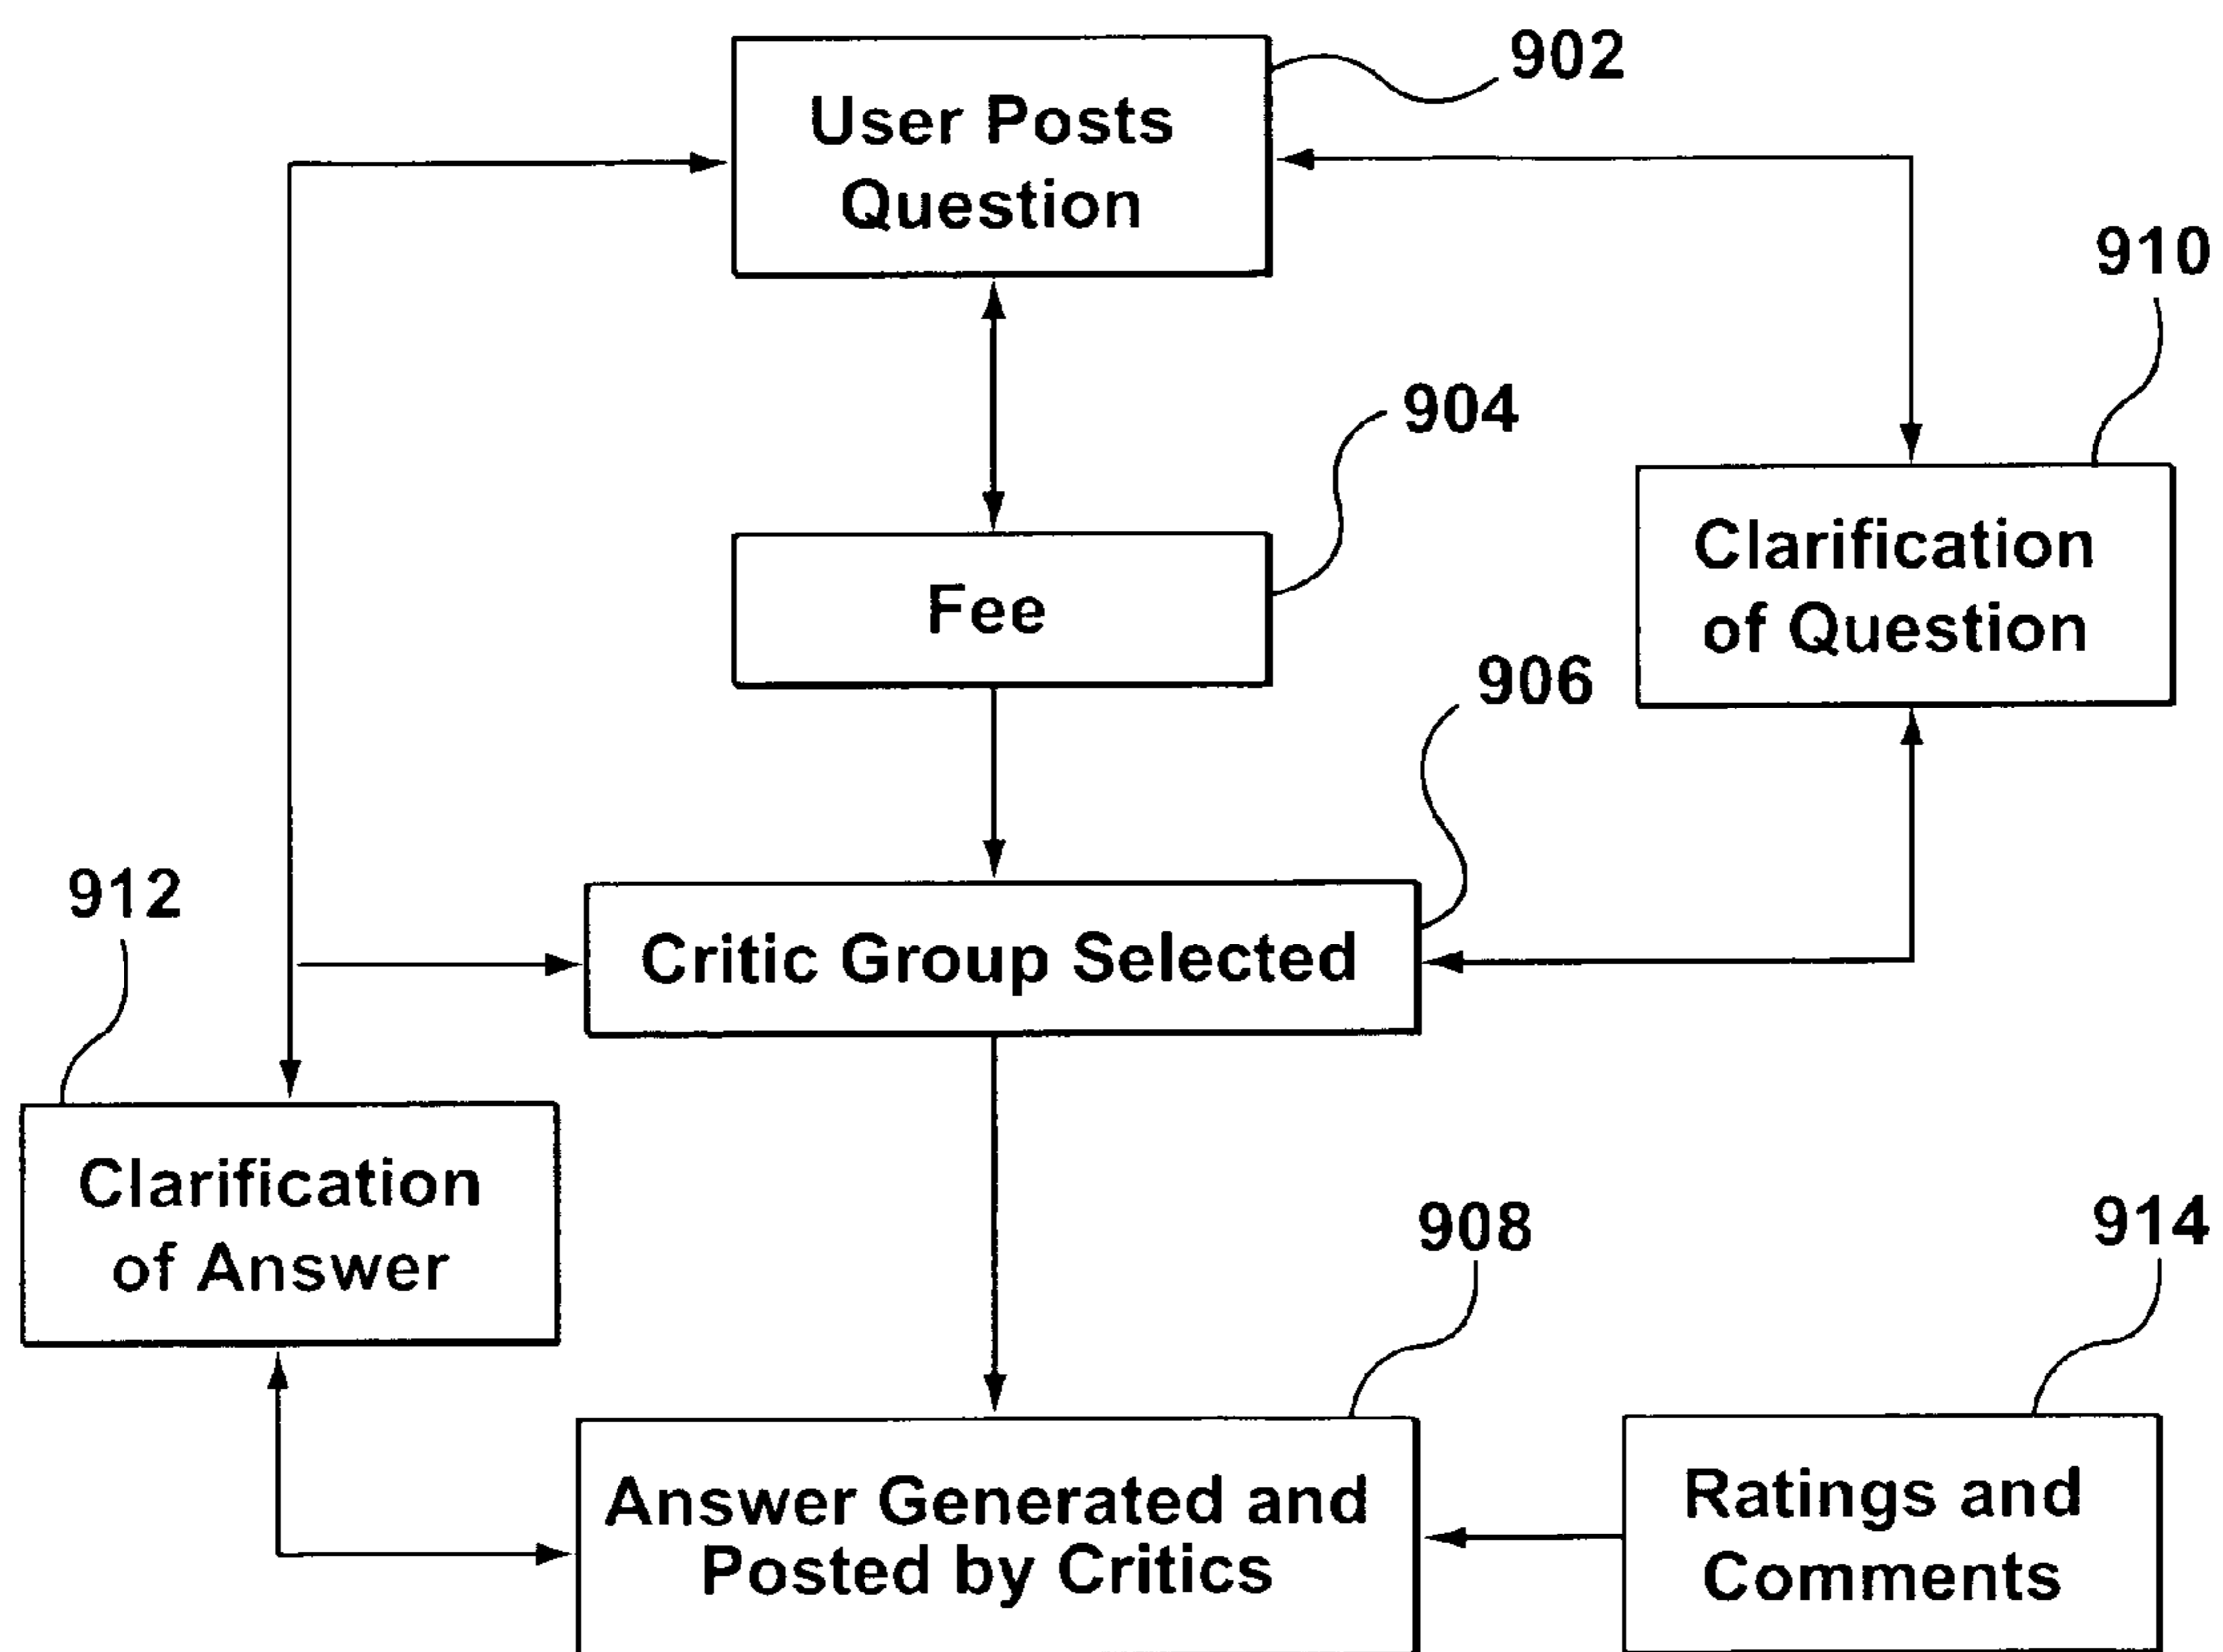 902
User Posts
Question
910
904
Clarification
of Question
Fee
906
912
Critic Group Selected
Clarification
of Answer
908
914
Answer Generated and
Posted by Critics
Ratings and
Comments